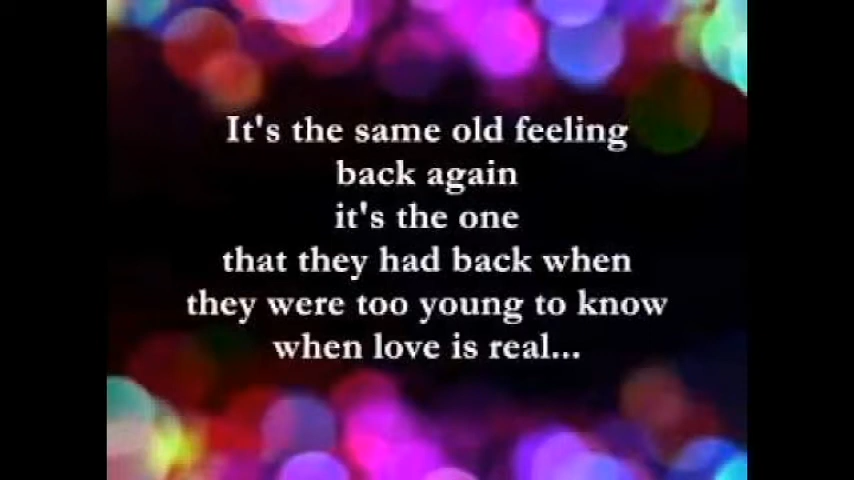 It's the same old feeling
back again
it's the one
that they had back when
they were too young to know
when love is real...